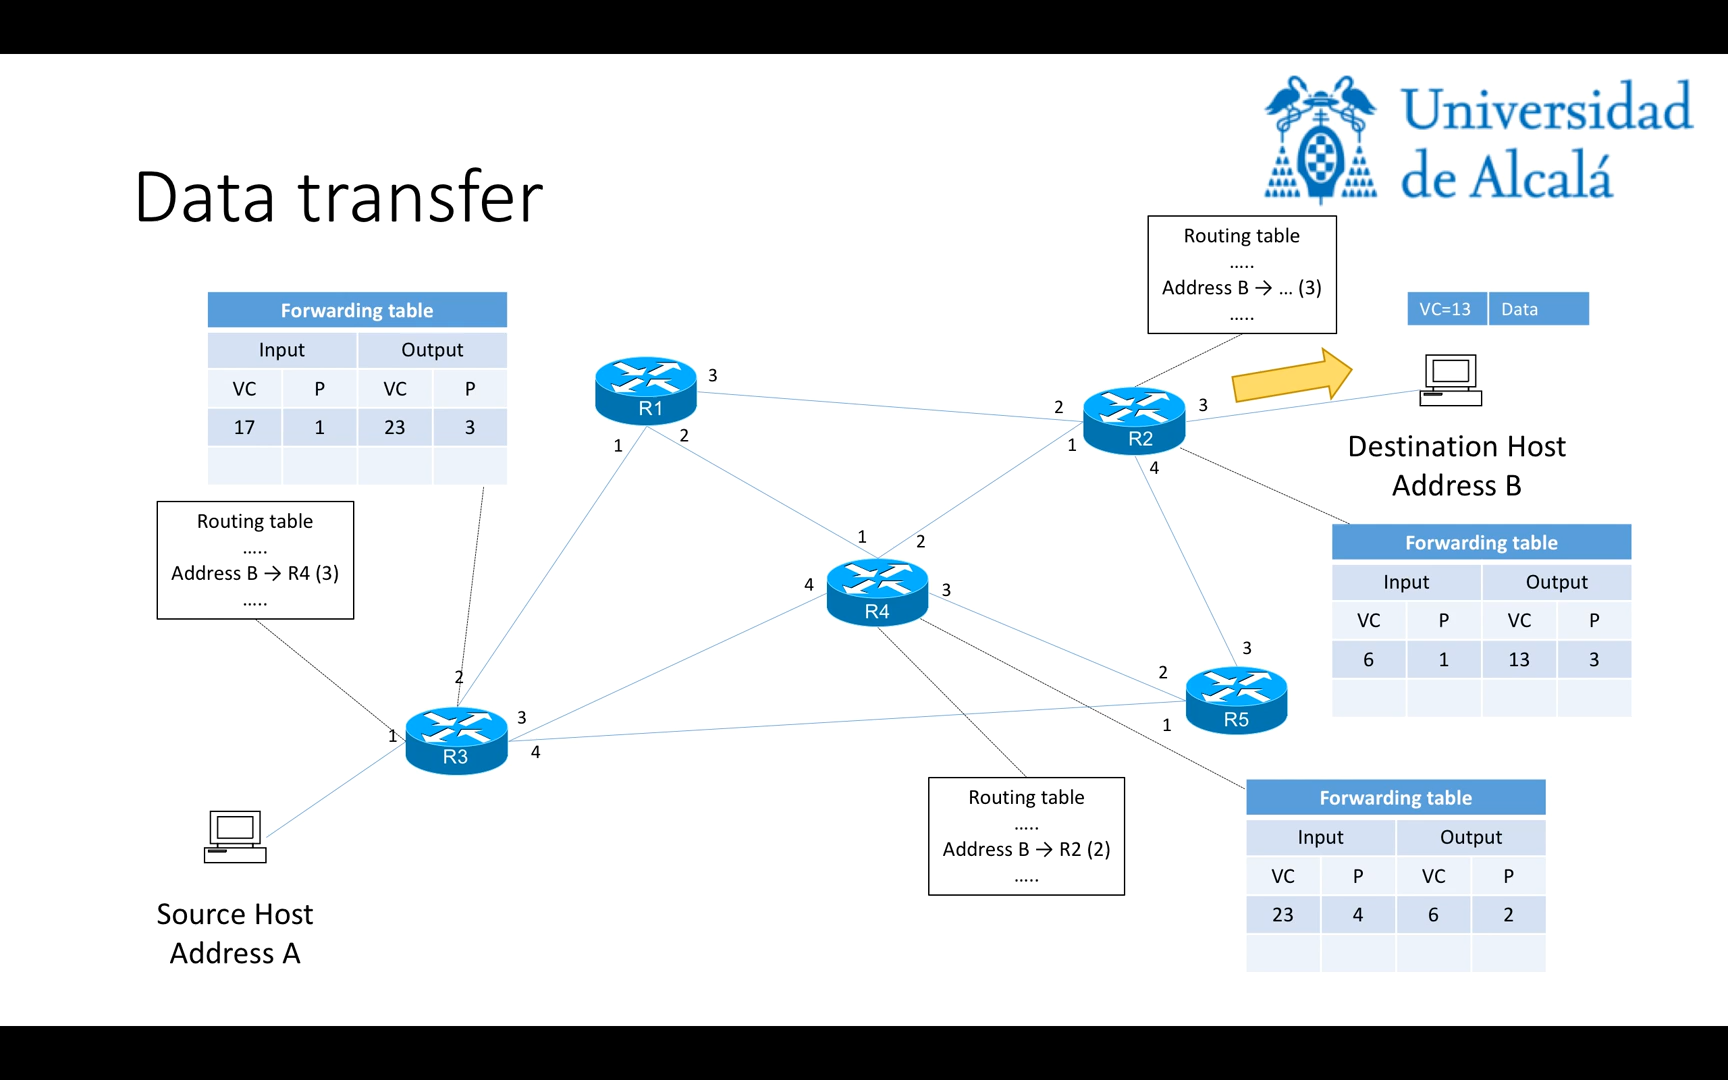 Universidad
de Alcalá
Data transfer
Routing table
.....
Address B → ... (3)
.....
Forwarding table
Input Output
VC P VC P
17 1 23 3
VC=13 Data
R1
3
1
2
R2
2
1
3
4
Destination Host
Address B
Routing table
.....
Address B → R4 (3)
.....
Forwarding table
Input Output
VC P VC P
6 1 13 3
R4
1
2
4
3
R5
3
2
1
R3
2
1
3
4
Routing table
.....
Address B → R2 (2)
.....
Forwarding table
Input Output
VC P VC P
23 4 6 2
Source Host
Address A